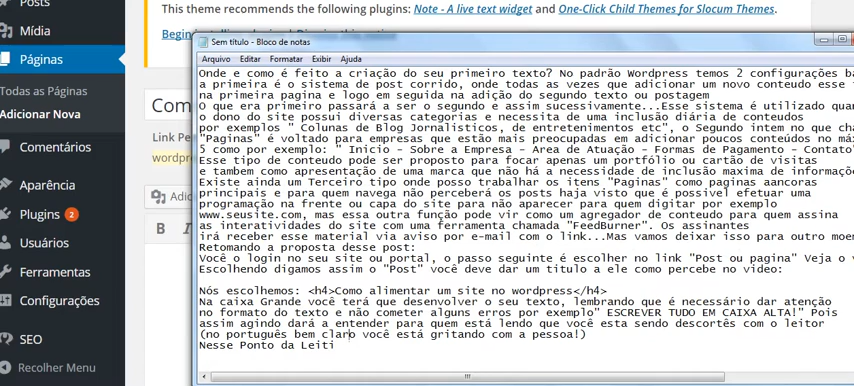 Posts
This theme recommends the following plugins: Note - A live text widget and One-Click Child Themes for Slocum Themes.
Mídia
Páginas
Todas as Páginas
Adicionar Nova
Comentários
Aparência
Plugins 2
Usuários
Ferramentas
Configurações
SEO
Recolher Menu
Com
Link Pe
wordpre
Adic
B I
Sem título - Bloco de notas
Arquivo Editar Formatar Exibir Ajuda
Onde e como é feito a criação do seu primeiro texto? No padrão Wordpress temos 2 configurações
a primeira é o sistema de post corrido, onde todas as vezes que adicionar um novo conteudo esse
na primeira pagina e logo em seguida na adição do segundo texto ou postagem
O que era primeiro passará a ser o segundo e assim sucessivamente...Esse sistema é utilizado
o dono do site possui diversas categorias e necessita de uma inclusão diária de conteudos
por exemplos " Colunas de Blog Jornalisticos, de entretenimentos etc", o Segundo intem no que
"Paginas" é voltado para empresas que estão mais preocupadas em adicionar poucos conteúdos no
5 como por exemplo: " Inicio - Sobre a Empresa - Area de Atuação - Formas de Pagamento - Contato
Esse tipo de conteudo pode ser proposto para focar apenas um portfólio ou cartão de visitas
e tambem como apresentação de uma marca que não há a necessidade de inclusão maxima de
Existe ainda um Terceiro tipo onde posso trabalhar os itens "Paginas" como paginas aancoras
principais e para quem navega não perceberá os posts haja visto que é possivel efetuar uma
programação na frente ou capa do site para não aparecer para quem digitar por exemplo
www.seusite.com, mas essa outra função pode vir como um agregador de conteudo para quem assina
as interatividades do site com uma ferramenta chamada "FeedBurner". Os assinantes
irá receber esse material via aviso por e-mail com o link...Mas vamos deixar isso para outro
Retomando a proposta desse post:
Você o login no seu site ou portal, o passo seguinte é escolher no link "Post ou pagina" Veja o
Escolhendo digamos assim o "Post" você deve dar um titulo a ele como percebe no video:
Nós escolhemos: <h4>Como alimentar um site no wordpress</h4>
Na caixa Grande você terá que desenvolver o seu texto, lembrando que é necessário dar atenção
no formato do texto e não cometer alguns erros por exemplo" ESCREVER TUDO EM CAIXA ALTA!" Pois
assim agindo dará a entender para quem está lendo que você esta sendo descortês com o leitor
(no português bem claro você está gritando com a pessoa!)
Nesse Ponto da Leiti